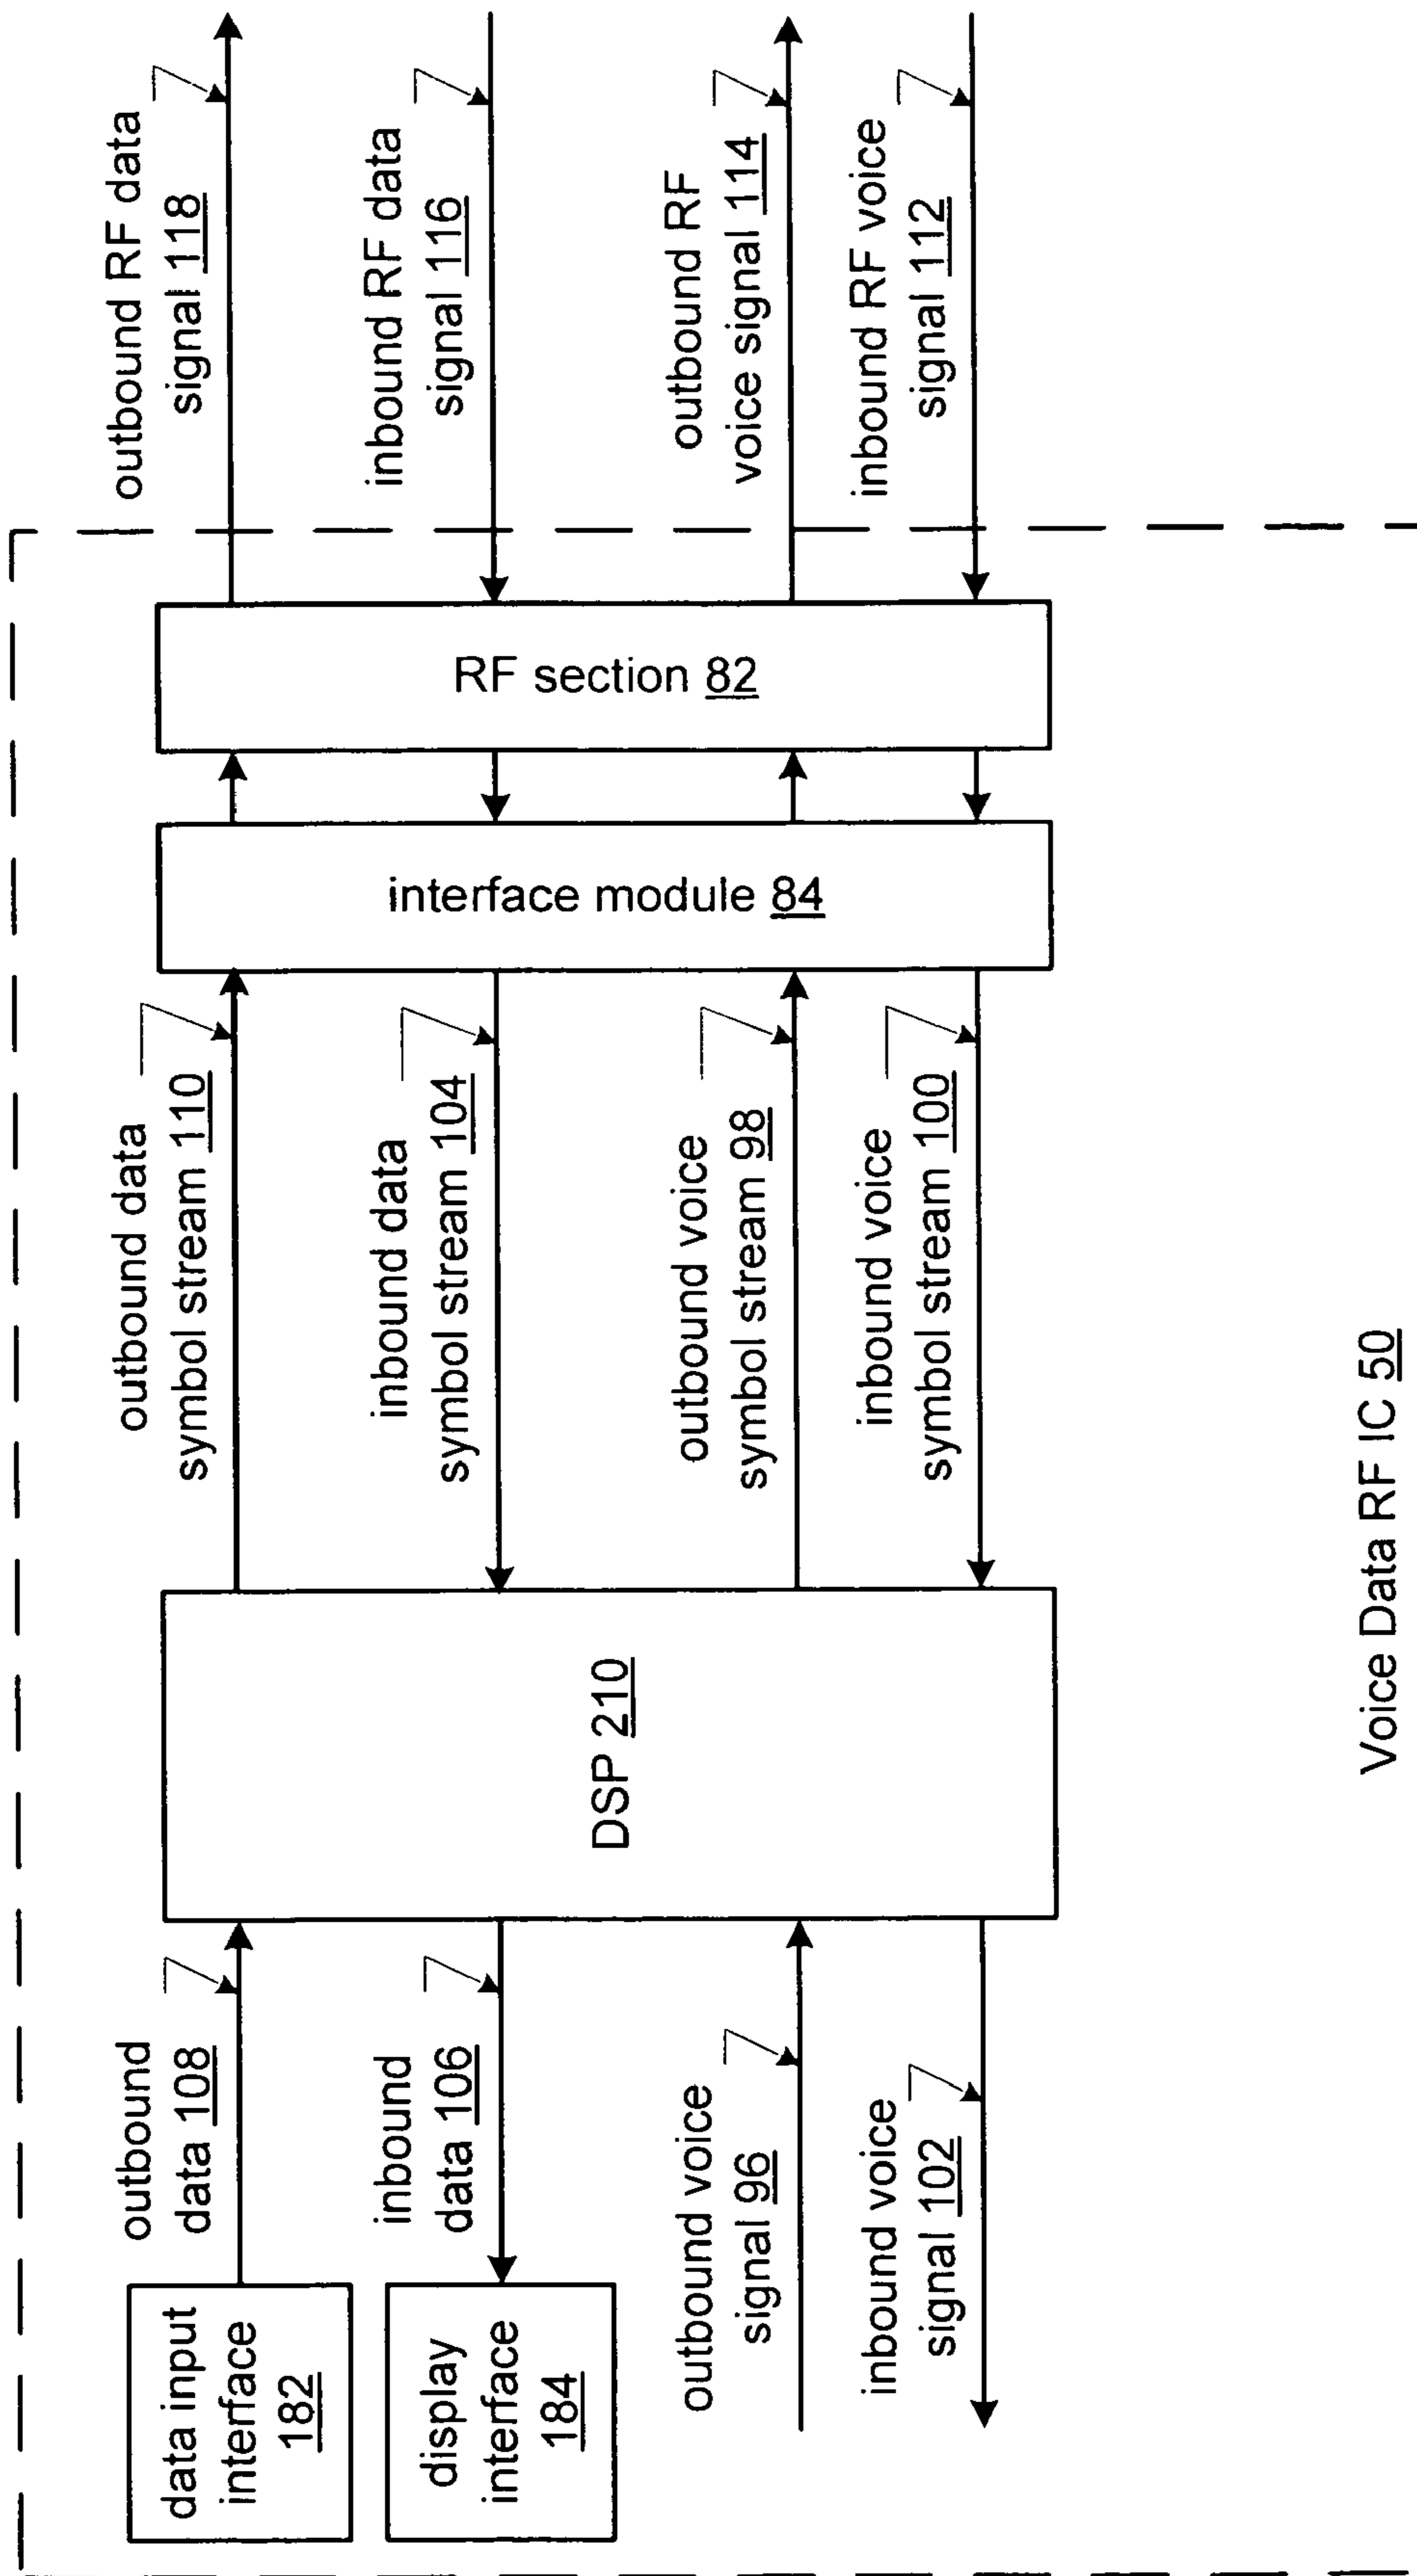 outbound RF data
signal 118
inbound RF data
signal 116
outbound RF
voice signal 114
inbound RF voice
signal 112
RF section 82
interface module 84
outbound data
symbol stream 110
inbound data
symbol stream 104
outbound voice
symbol stream 98
inbound voice
symbol stream 100
DSP 210
outbound
data 108
inbound
data 106
outbound voice
signal 96
inbound voice
signal 102
data input
interface
182
display
interface
184
Voice Data RF IC 50